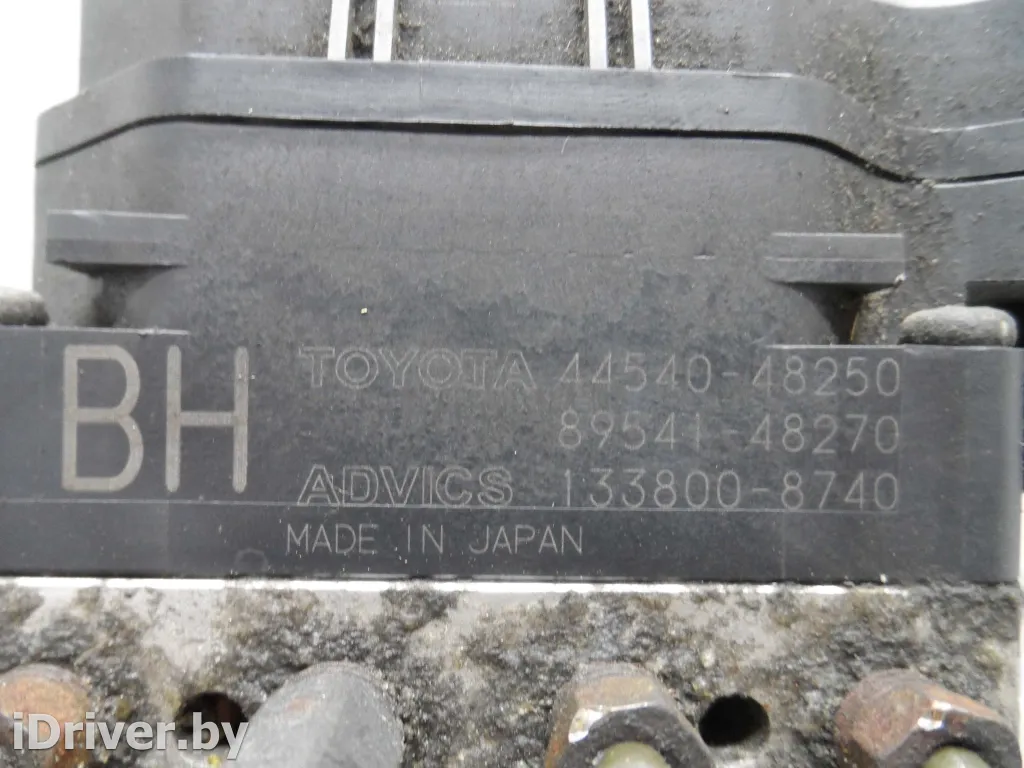 BH TOYOTA 44540-48250
89541-48270
ADVICS 133800-8740
MADE IN JAPAN
iDriver.by